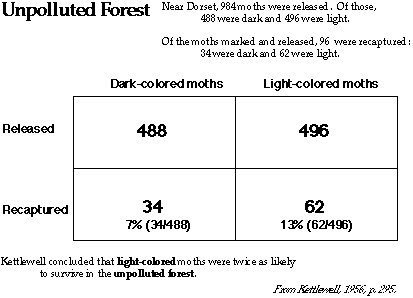 Unpolluted Forest
Near Dorset, 984 moths were released. Of those,
488 were dark and 496 were light.
Of the moths marked and released, 96 were recaptured:
34 were dark and 62 were light.
Dark-colored moths Light-colored moths
Released 488 496
Recaptured 34 62
7% (34/488) 13% (62/496)
Kettlewell concluded that light-colored moths were twice as likely
to survive in the unpolluted forest.
From Kettlewell, 1956, p. 295.